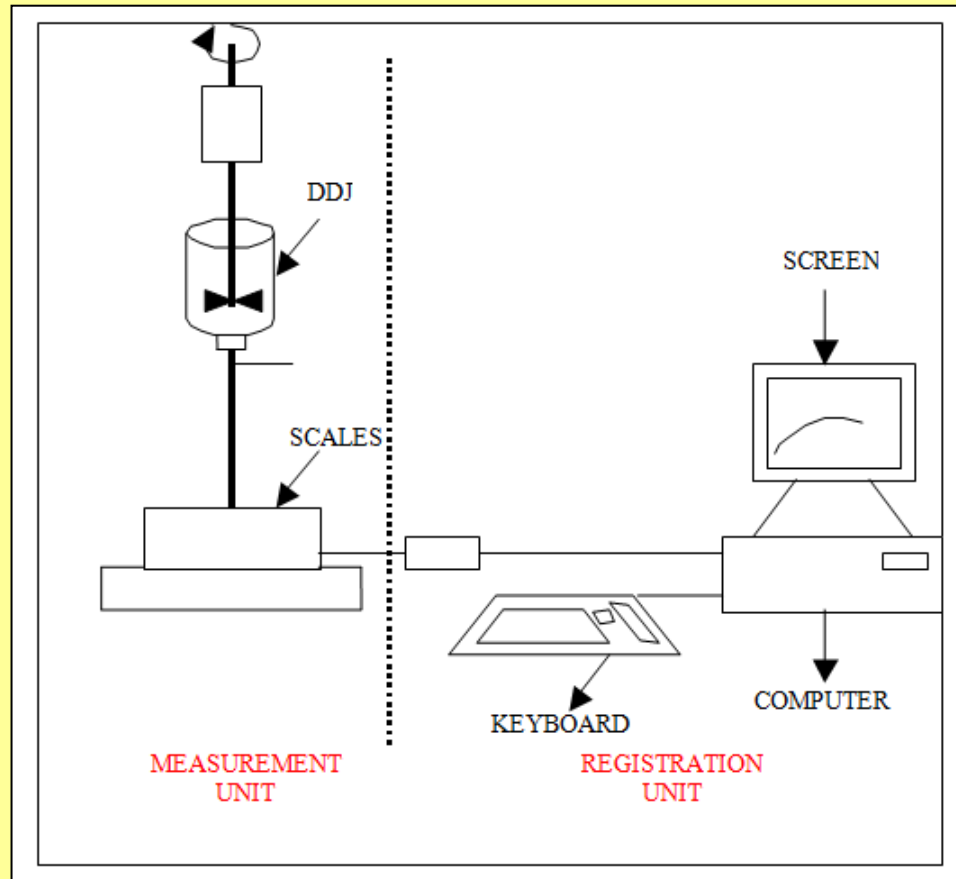 DDJ
SCREEN
SCALES
COMPUTER
KEYBOARD
MEASUREMENT
UNIT
REGISTRATION
UNIT